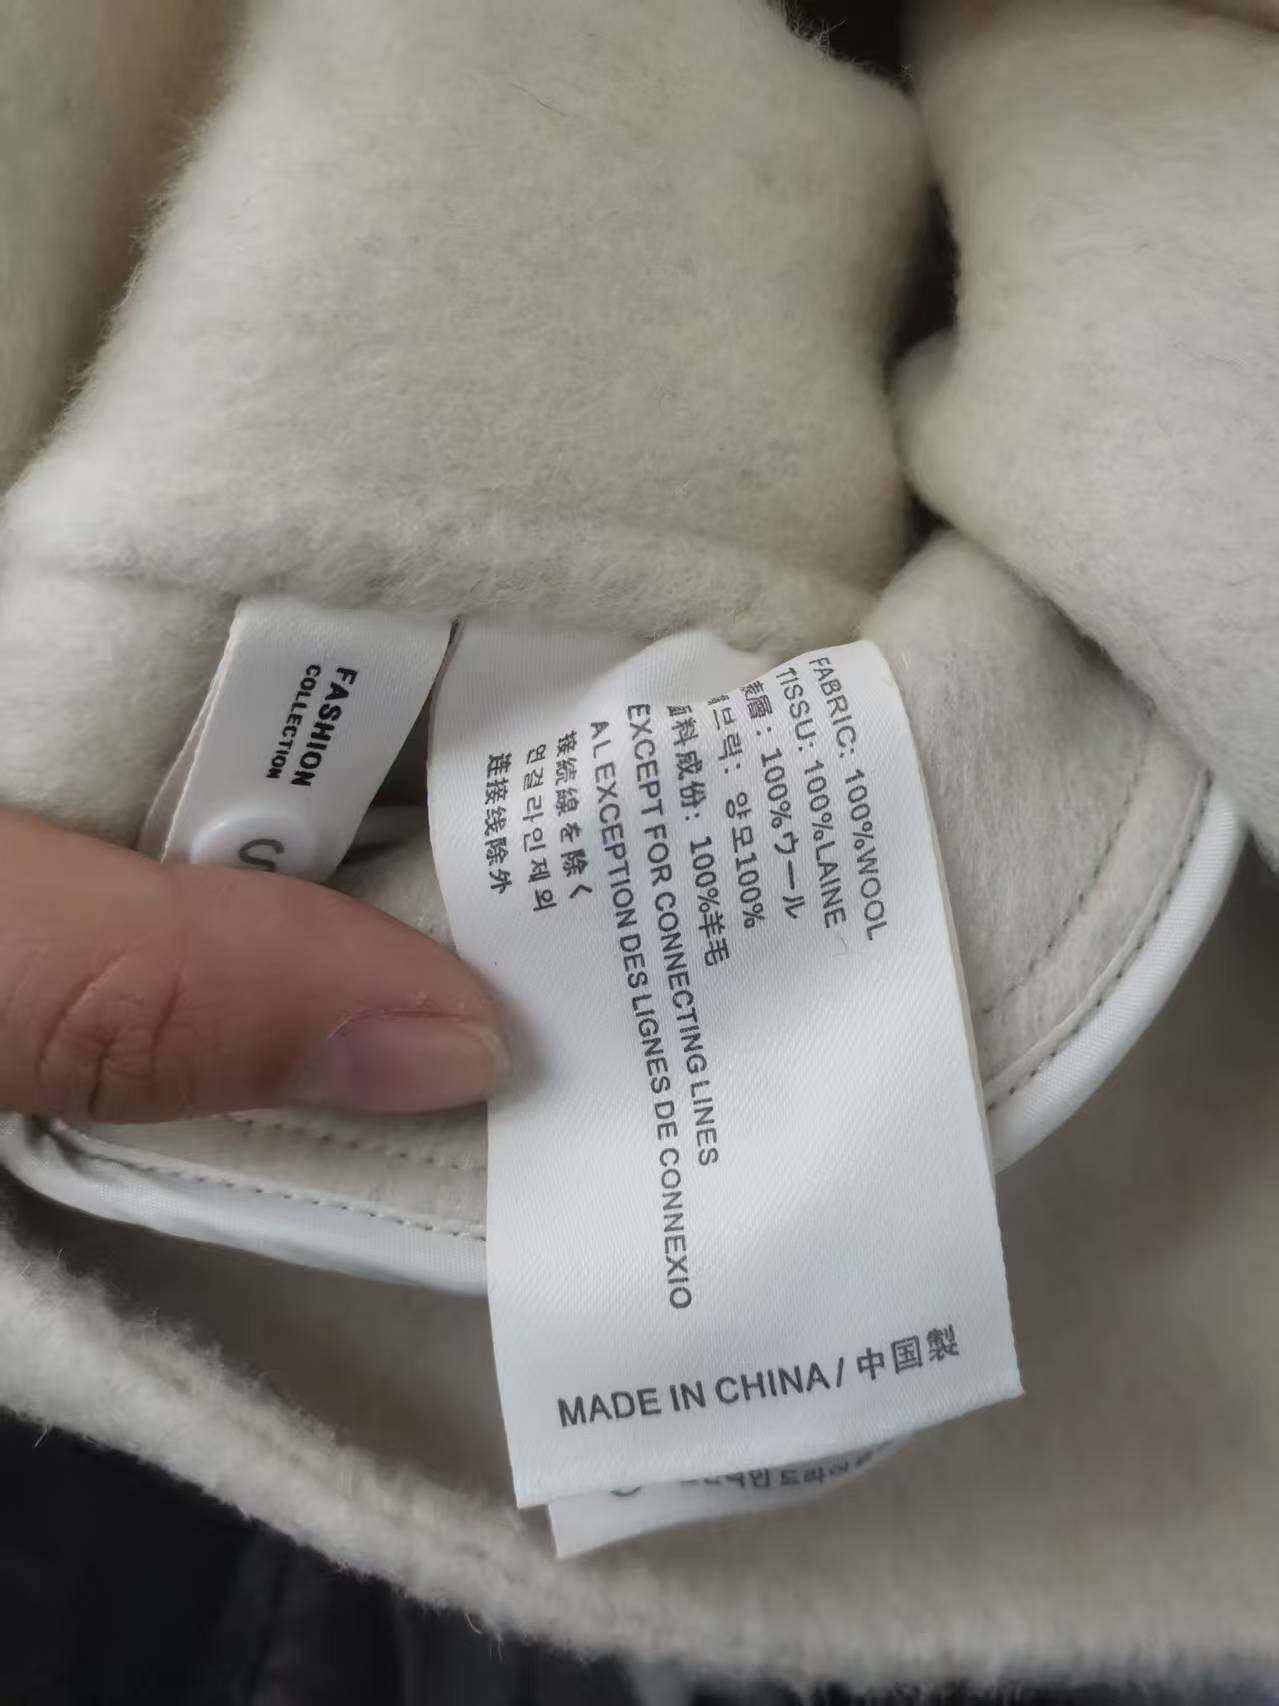 FASHION
COLLECTION
S
FABRIC: 100%WOOL
TISSU: 100%LAINE
表層: 100%ウール
브릭: 양모100%
面料成份: 100%羊毛
EXCEPT FOR CONNECTING LINES
AL EXCEPTION DES LIGNES DE CONNEXIO
接続線を除く
연결라인제외
连接线除外
MADE IN CHINA / 中国製